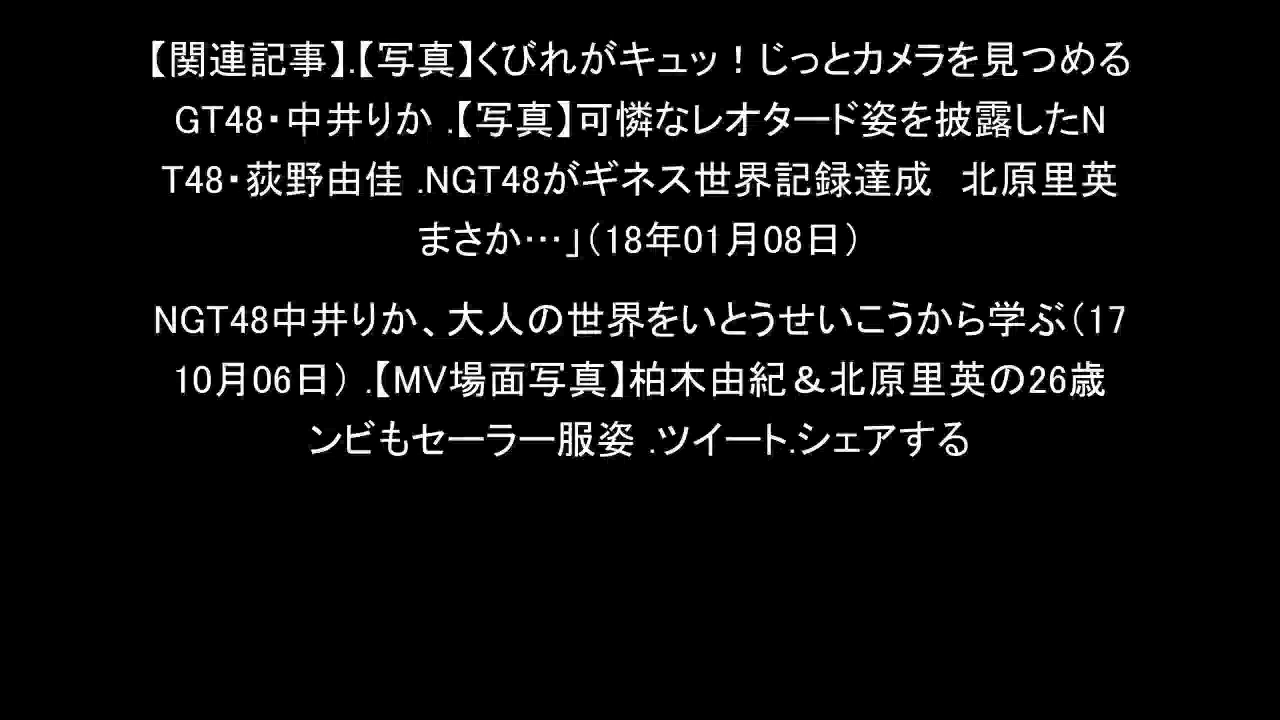 【関連記事】.【写真】くびれがキュッ！じっとカメラを見つめる
GT48・中井りか .【写真】可憐なレオタード姿を披露したN
T48・荻野由佳 .NGT48がギネス世界記録達成　北原里英
まさか…」（18年01月08日）
NGT48中井りか、大人の世界をいとうせいこうから学ぶ（17
10月06日） .【MV場面写真】柏木由紀＆北原里英の26歳
ンビもセーラー服姿 .ツイート.シェアする